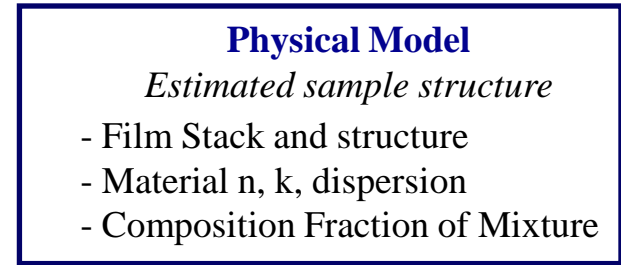 Physical Model
Estimated sample structure
- Film Stack and structure
- Material n, k, dispersion
- Composition Fraction of Mixture